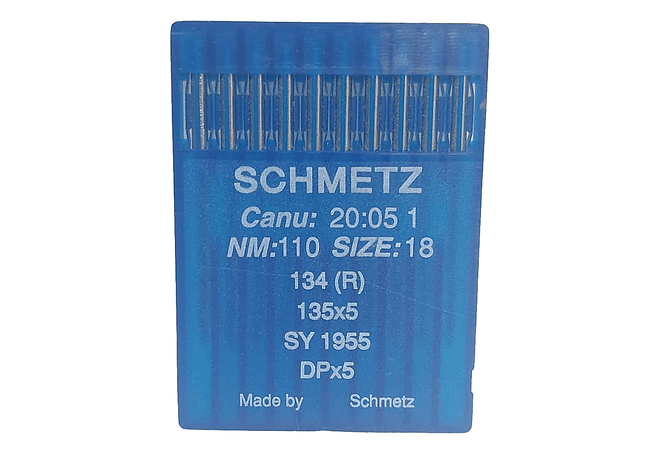 SCHMETZ
Canu: 20:05 1
NM:110 SIZE:18
134 (R)
135x5
SY 1955
DPx5
Made by Schmetz